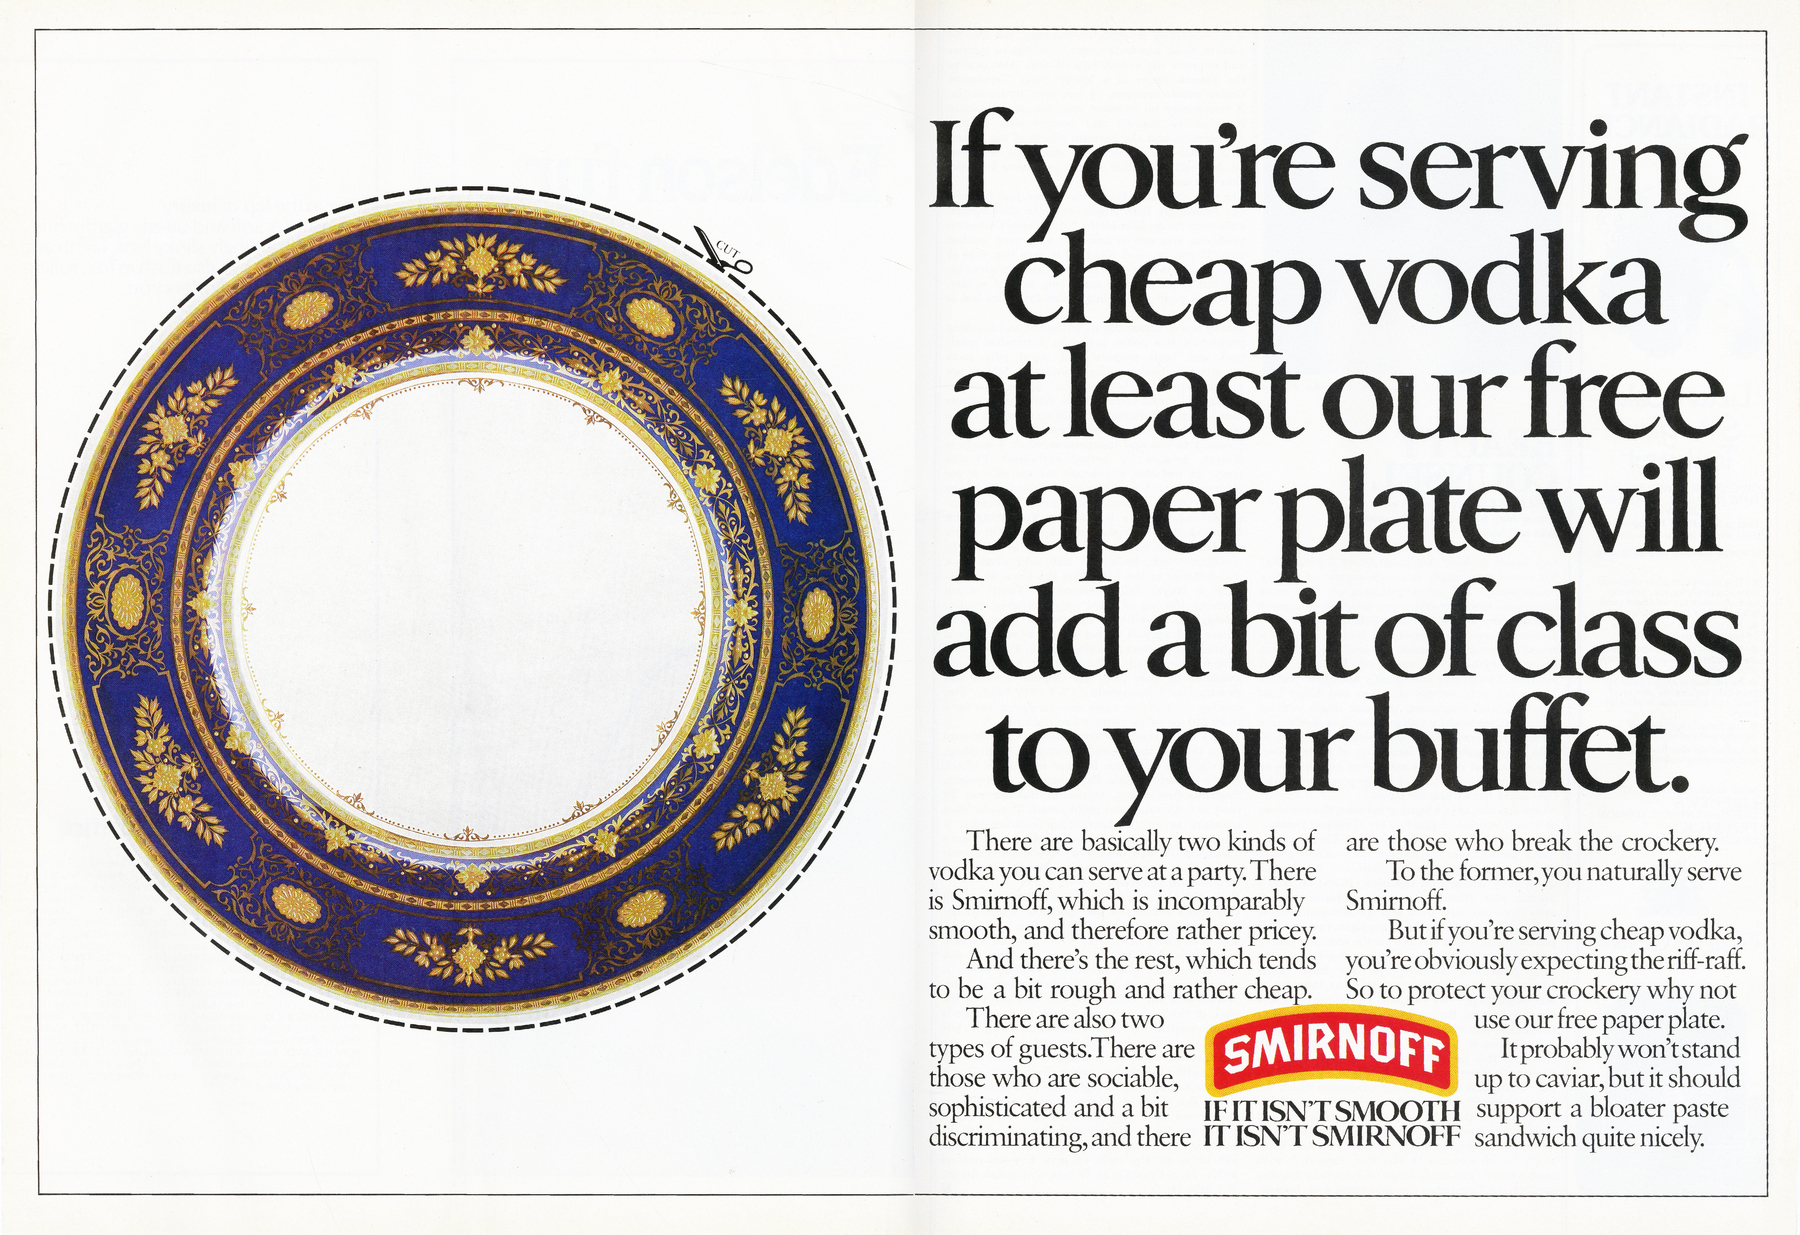 CUT
If you're serving
cheap vodka
at least our free
paper plate will
add a bit of class
to your buffet.
There are basically two kinds of
vodka you can serve at a party. There
is Smirnoff, which is incomparably
smooth, and therefore rather pricey.
And there's the rest, which tends
to be a bit rough and rather cheap.
There are also two
types of guests. There are
those who are sociable,
sophisticated and a bit
discriminating, and there
are those who break the crockery.
To the former, you naturally serve
Smirnoff.
But if you're serving cheap vodka,
you're obviously expecting the riff-raff.
So to protect your crockery why not
use our free paper plate.
It probably won't stand
up to caviar, but it should
support a bloater paste
sandwich quite nicely.
SMIRNOFF
IF IT ISN'T SMOOTH
IT ISN'T SMIRNOFF